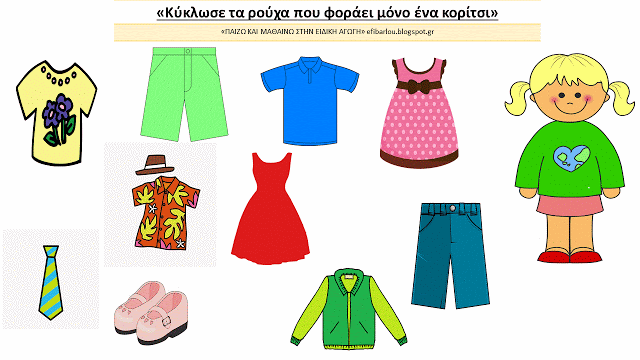 «Κύκλωσε τα ρούχα που φοράει μόνο ένα κορίτσι»
«ΠΑΙΖΩ ΚΑΙ ΜΑΘΑΙΝΩ ΣΤΗΝ ΕΙΔΙΚΗ ΑΓΩΓΗ» efibarlou.blogspot.gr